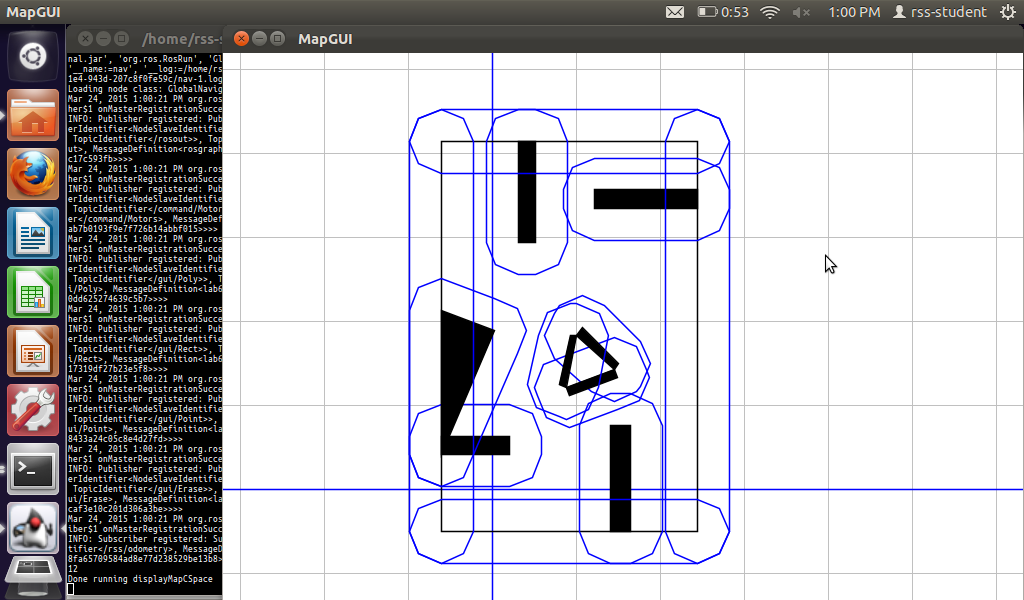 MapGUI
0:53
1:00 PM
rss-student
/home/rss-s
MapGUI
nal.jar', 'org.ros.RosRun', 'Gl
'__name:=nav', '__log:=/home/rs
1e4-943d-207c8f0fe59c/nav-1.log
Loading node class: GlobalNavig
Mar 24, 2015 1:00:21 PM org.ros
her$1 onMasterRegistrationSucce
INFO: Publisher registered: Pub
erIdentifier<NodeSlaveIdentifie
TopicIdentifier</rosout>>, Top
ut>, MessageDefinition<rosgraph
c17c593fb>>>>
Mar 24, 2015 1:00:21 PM org.ros
her$1 onMasterRegistrationSucce
INFO: Publisher registered: Pub
erIdentifier<NodeSlaveIdentifie
TopicIdentifier</command/Motor
er</command/Motors>, MessageDef
ab7b0193f9e7f726b14abbf015>>>>
Mar 24, 2015 1:00:21 PM org.ros
her$1 onMasterRegistrationSucce
INFO: Publisher registered: Pub
erIdentifier<NodeSlaveIdentifie
TopicIdentifier</gui/Poly>>, T
i/Poly>, MessageDefinition<lab6
0dd625274639c5b7>>>>
Mar 24, 2015 1:00:21 PM org.ros
her$1 onMasterRegistrationSucce
INFO: Publisher registered: Pub
erIdentifier<NodeSlaveIdentifie
TopicIdentifier</gui/Rect>>, T
i/Rect>, MessageDefinition<lab6
17319df27b23e5f8>>>>
Mar 24, 2015 1:00:21 PM org.ros
her$1 onMasterRegistrationSucce
INFO: Publisher registered: Pub
erIdentifier<NodeSlaveIdentifie
TopicIdentifier</gui/Point>>,
ui/Point>, MessageDefinition<la
8433a24c05c8e4d27fd>>>>
Mar 24, 2015 1:00:21 PM org.ros
her$1 onMasterRegistrationSucce
INFO: Publisher registered: Pub
erIdentifier<NodeSlaveIdentifie
TopicIdentifier</gui/Erase>>,
ui/Erase>, MessageDefinition<la
caf3e10c201d306a3be>>>>
Mar 24, 2015 1:00:21 PM org.ros
iber$1 onMasterRegistrationSucc
INFO: Subscriber registered: Su
tifier</rss/odometry>, MessageD
8fa65709584ad8e77d238529be13b8>
12
Done running displayMapCSpace